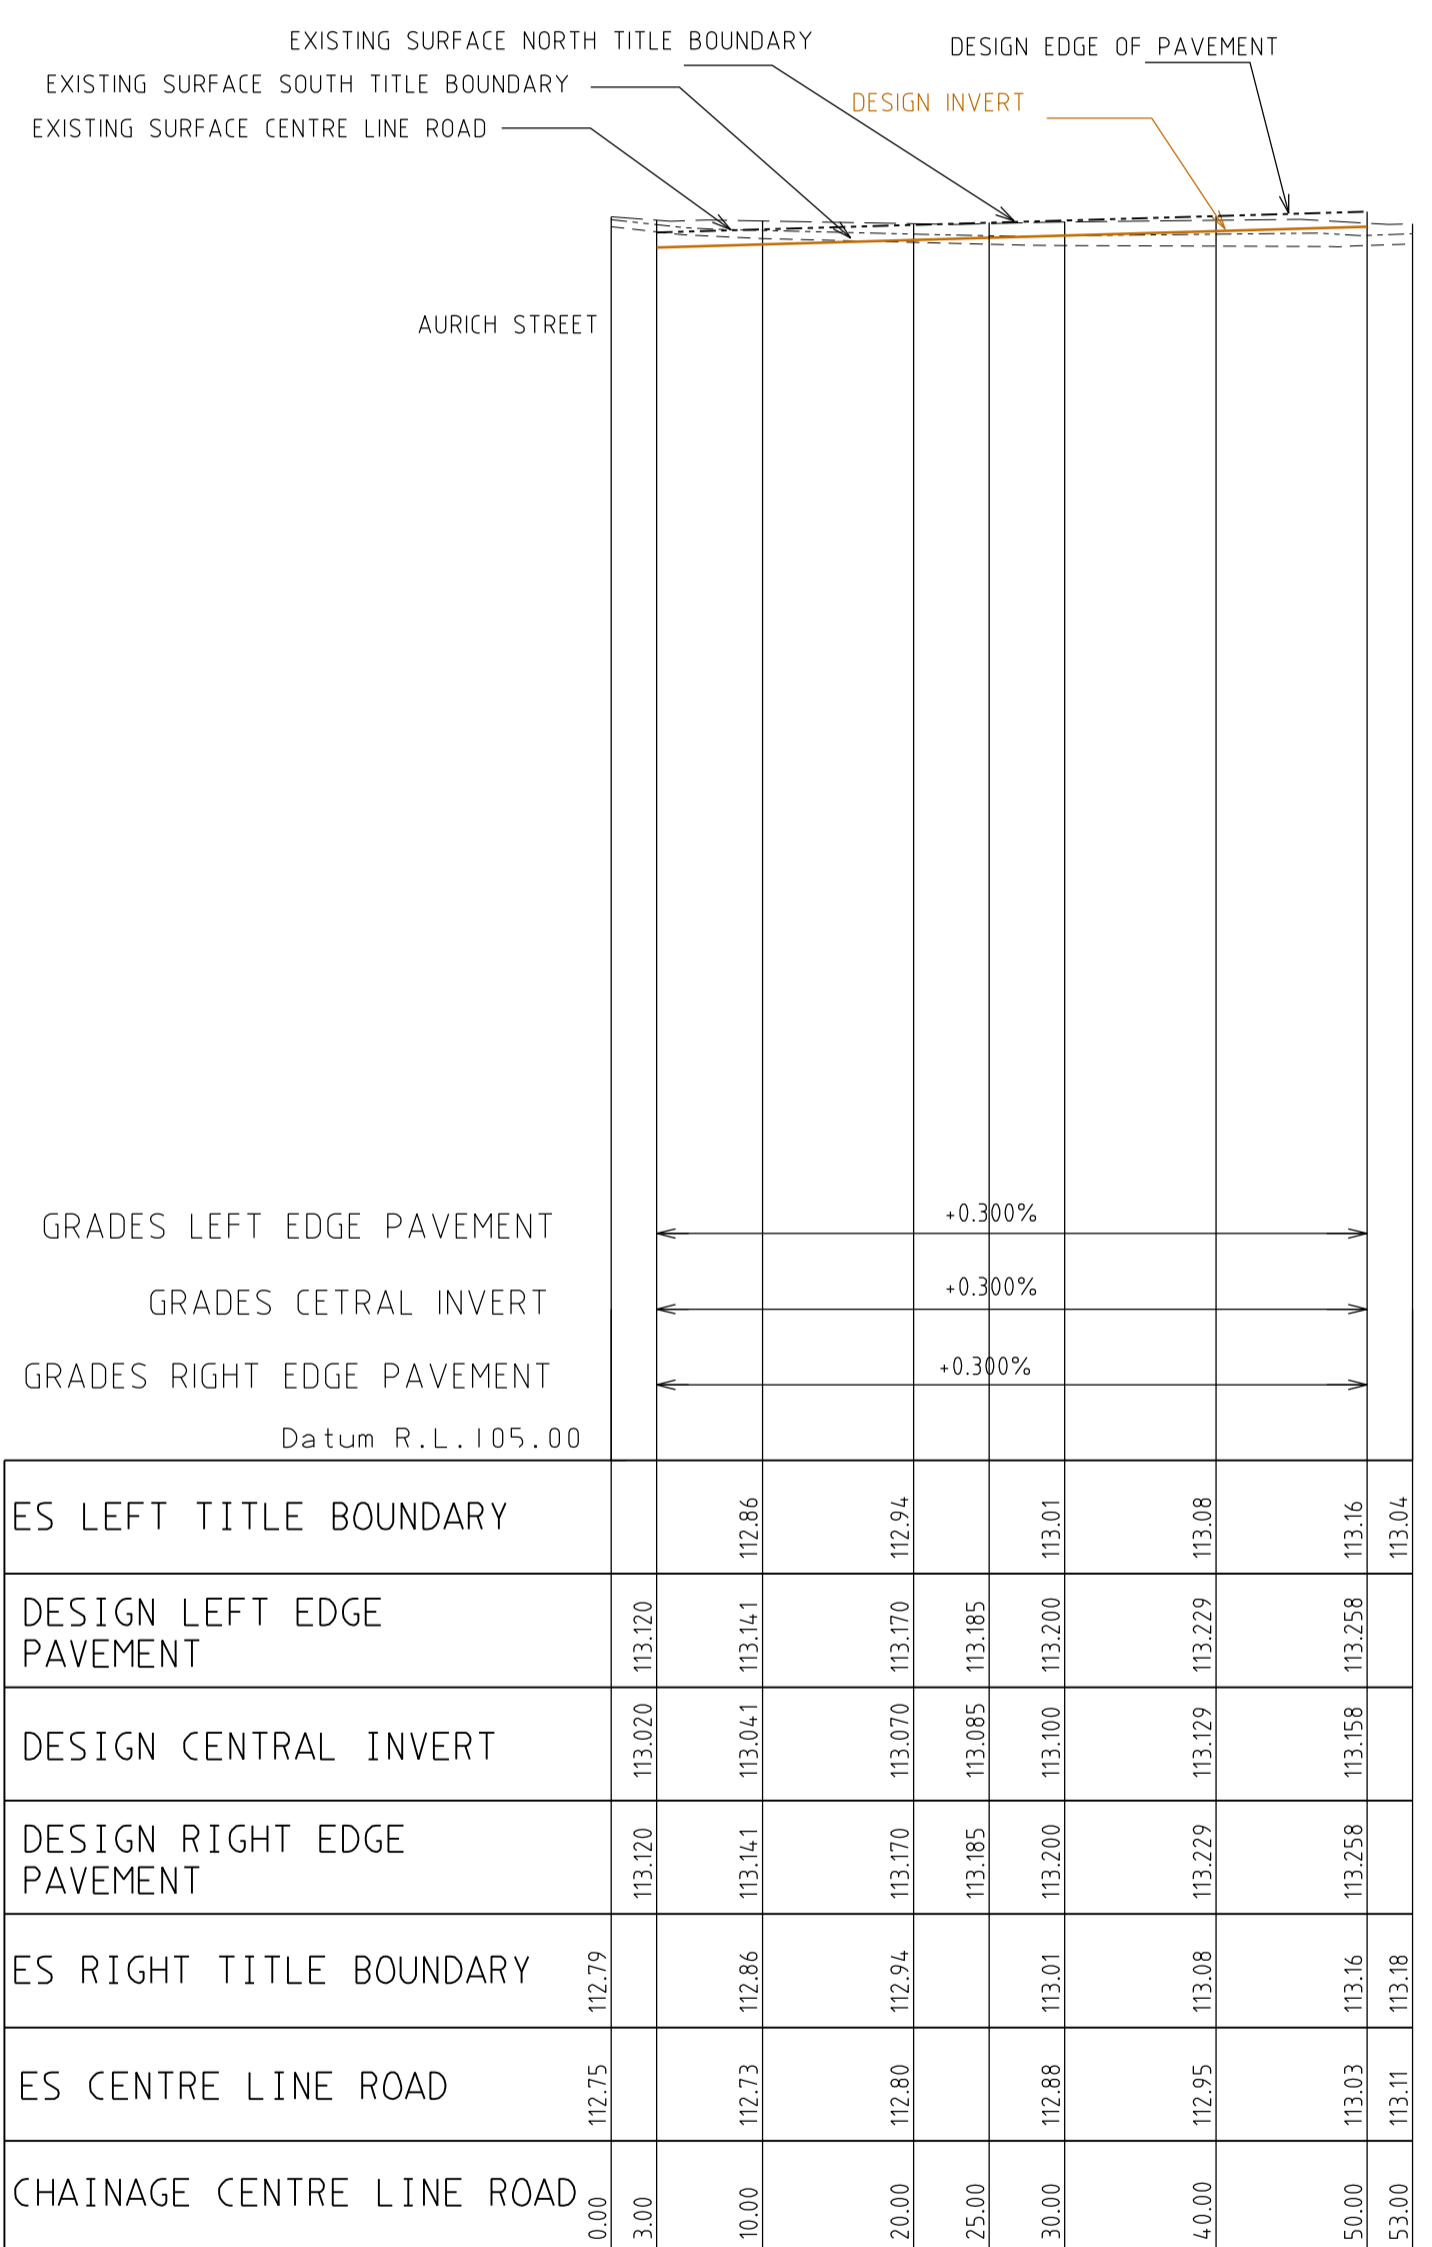 EXISTING SURFACE NORTH TITLE BOUNDARY
DESIGN EDGE OF PAVEMENT
EXISTING SURFACE SOUTH TITLE BOUNDARY
DESIGN INVERT
EXISTING SURFACE CENTRE LINE ROAD
AURICH STREET
GRADES LEFT EDGE PAVEMENT +0.300%
GRADES CETRAL INVERT +0.300%
GRADES RIGHT EDGE PAVEMENT +0.300%
Datum R.L.105.00
ES LEFT TITLE BOUNDARY 112.86 112.94 113.01 113.08 113.16 113.04
DESIGN LEFT EDGE
PAVEMENT 113.120 113.141 113.170 113.185 113.200 113.229 113.258
DESIGN CENTRAL INVERT 113.020 113.041 113.070 113.085 113.100 113.129 113.158
DESIGN RIGHT EDGE
PAVEMENT 113.120 113.141 113.170 113.185 113.200 113.229 113.258
ES RIGHT TITLE BOUNDARY 112.79 112.86 112.94 113.01 113.08 113.16 113.18
ES CENTRE LINE ROAD 112.75 112.73 112.80 112.88 112.95 113.03 113.11
CHAINAGE CENTRE LINE ROAD 0.00 3.00 10.00 20.00 25.00 30.00 40.00 50.00 53.00